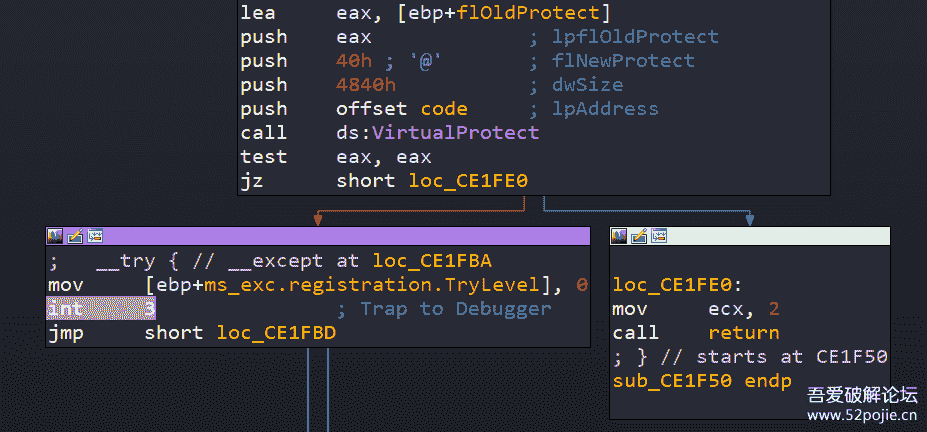 lea eax, [ebp+flOldProtect]
push eax ; lpflOldProtect
push 40h ; '@' ; flNewProtect
push 4840h ; dwSize
push offset code ; lpAddress
call ds:VirtualProtect
test eax, eax
jz short loc_CE1FE0
; __try { // __except at loc_CE1FBA
mov [ebp+ms_exc.registration.TryLevel], 0
int 3 ; Trap to Debugger
jmp short loc_CE1FBD
loc_CE1FE0:
mov ecx, 2
call return
; } // starts at CE1F50
sub_CE1F50 endp
吾爱破解论坛
www.52pojie.cn